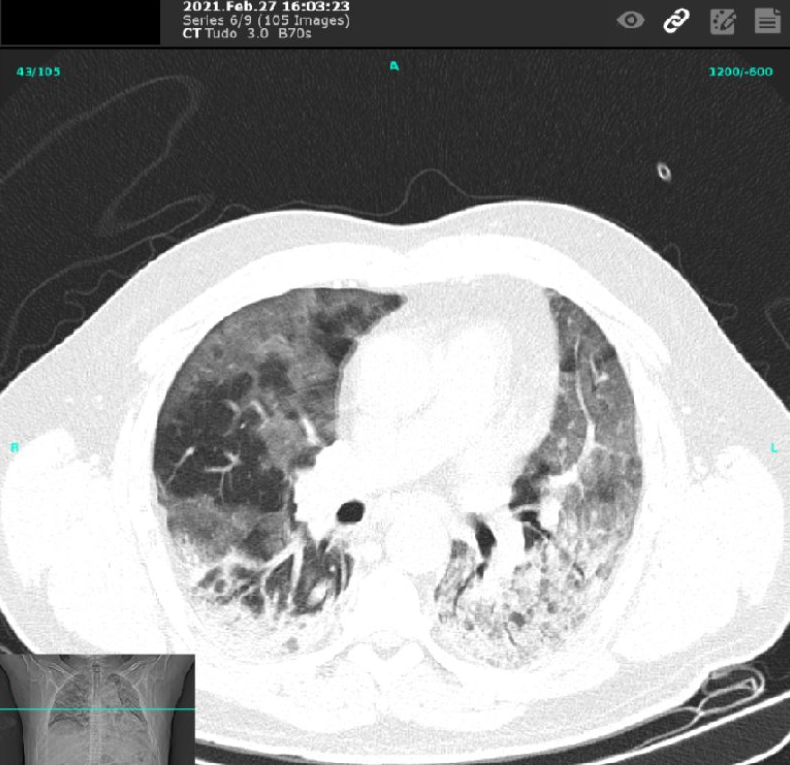 2021.Feb.27 16:03:23
Series 6/9 (105 Images)
CT Tudo 3.0 B70s
43/105
A
1200/-600
R
L